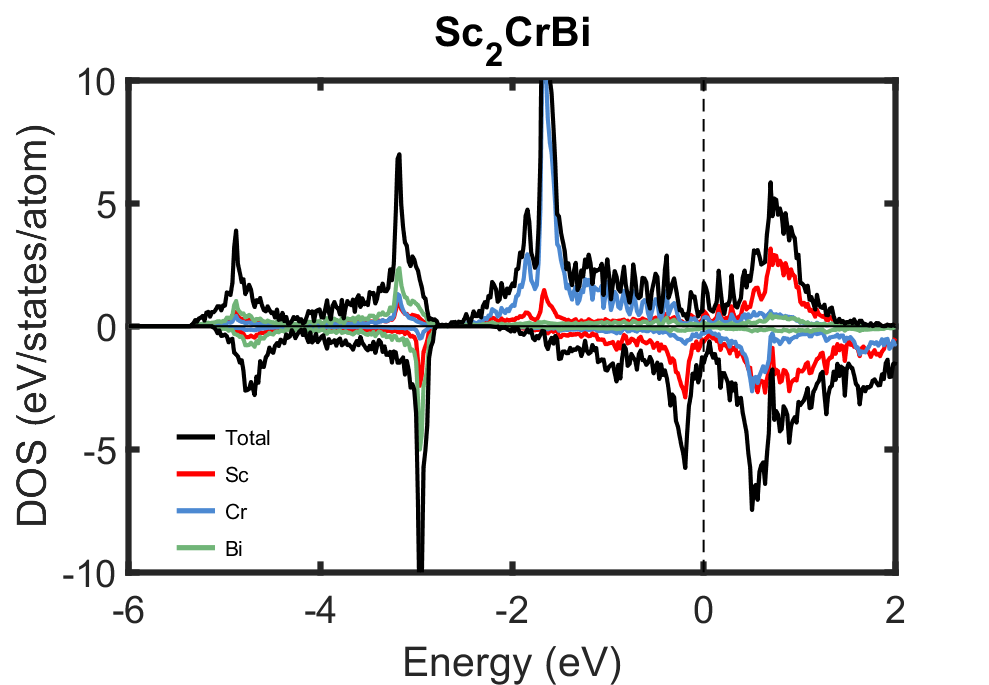 Sc₂CrBi
10
5
0
-5
-10
DOS (eV/states/atom)
Total
Sc
Cr
Bi
-6 -4 -2 0 2
Energy (eV)